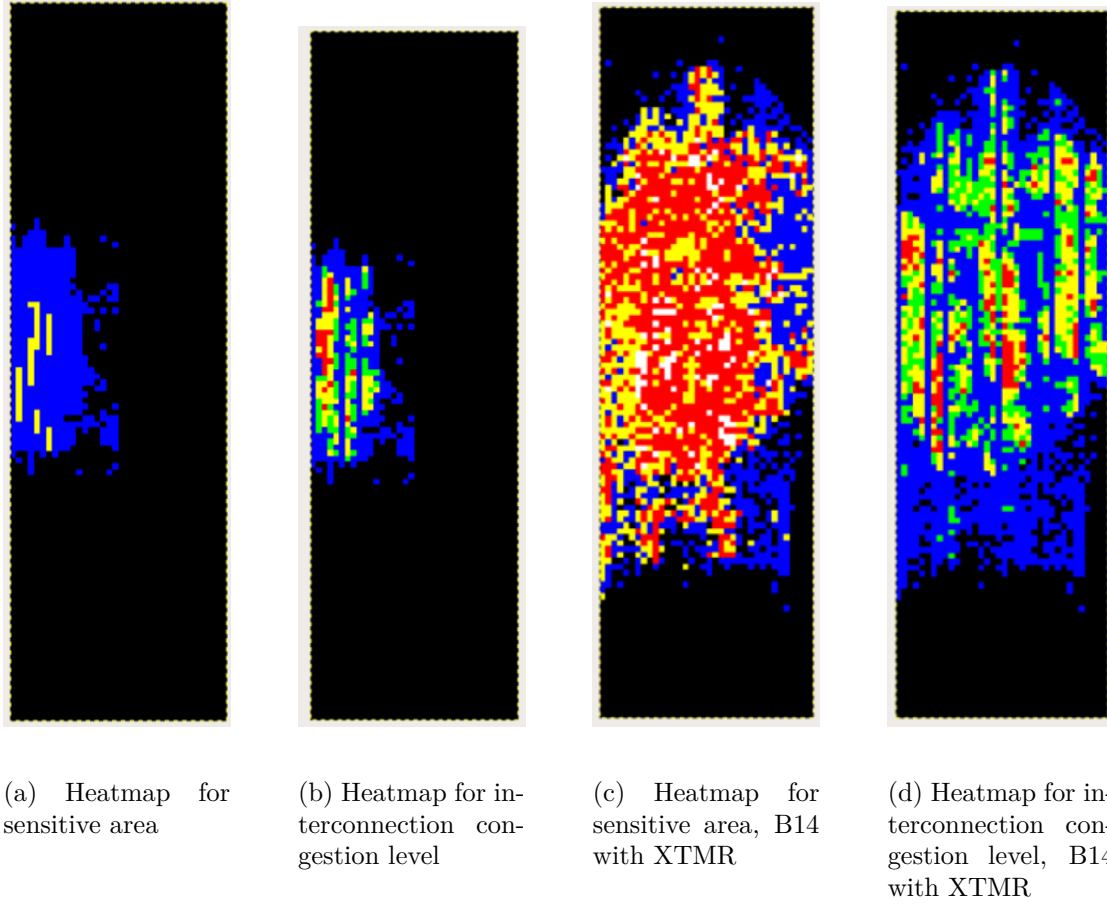 (a) Heatmap for
sensitive area
(b) Heatmap for in-
terconnection con-
gestion level
(c) Heatmap for
sensitive area, B14
with XTMR
(d) Heatmap for in-
terconnection con-
gestion level, B14
with XTMR